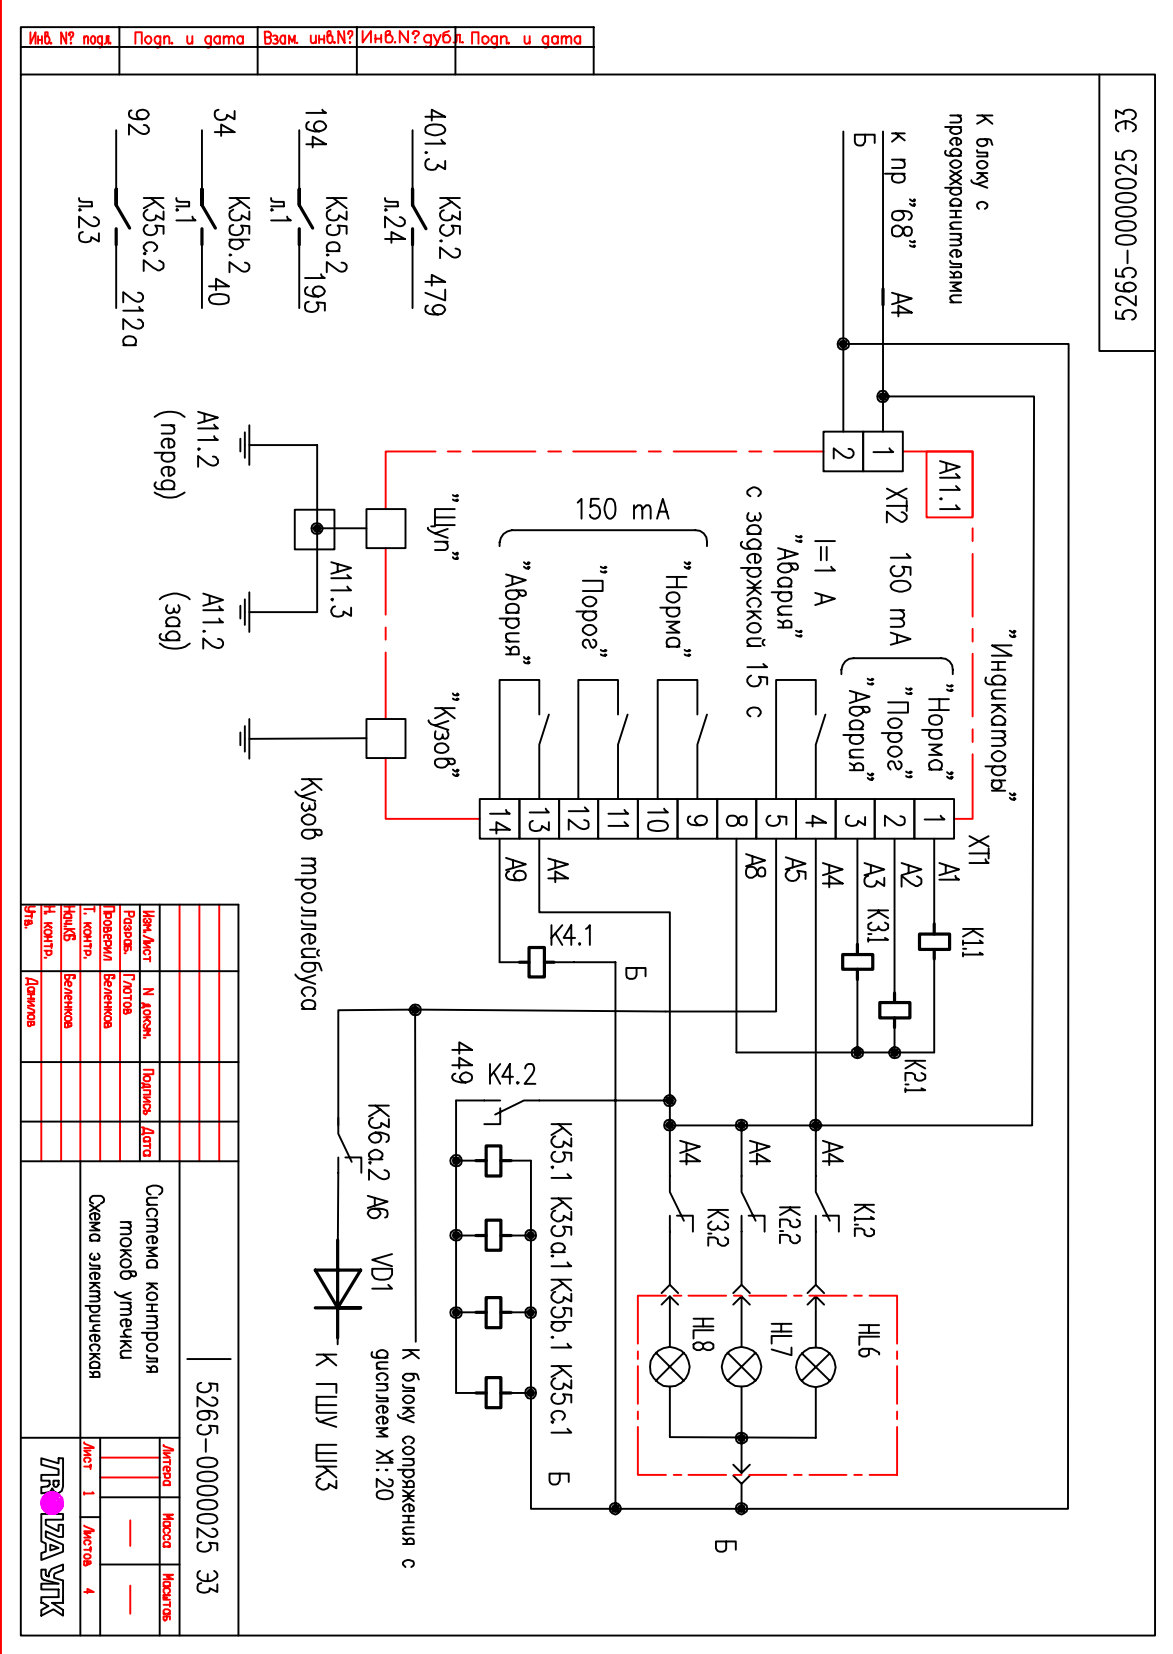 5265-0000025 ЭЗ
К блоку с
предохранителями
к пр "68"
А4
Б
А11.1
ХТ2
1
2
"Индикаторы"
150 mA
"Норма"
"Порог"
"Авария"
I=1 А
"Авария"
с задержкой 15 с
150 mA
"Норма"
"Порог"
"Авария"
"Щуп"
"Кузов"
А11.3
А11.2
(перед)
А11.2
(зад)
Кузов троллейбуса
ХТ1
1
2
3
4
5
8
9
10
11
12
13
14
А1
А2
А3
А4
А5
А8
А4
А9
К1.1
К2.1
К3.1
К4.1
Б
К4.2
449
А4
А4
А4
К1.2
К2.2
К3.2
HL6
HL7
HL8
Б
К35.1
К35а.1
К35b.1
К35с.1
Б
К36а.2
А6
VD1
К блоку сопряжения с
дисплеем Х1:20
К ГШУ ШК3
401.3
К35.2
479
л.24
194
К35а.2
195
л.1
34
К35b.2
40
л.1
92
К35с.2
212а
л.23
Инв. N? подл.
Подп. и дата
Взам. инв.N?
Инв.N? дубл.
Подп. и дата
5265-0000025 ЭЗ
Система контроля
токов утечки
Схема электрическая
Изм.Лист
N докум.
Подпись
Дата
Разраб.
Глотов
Проверил
Беленков
Т. контр.
Нач.КБ
Беленков
Н. контр.
Утв.
Данилов
Литера
Масса
Масштаб
Лист 1
Листов 4
TROLZA УПК